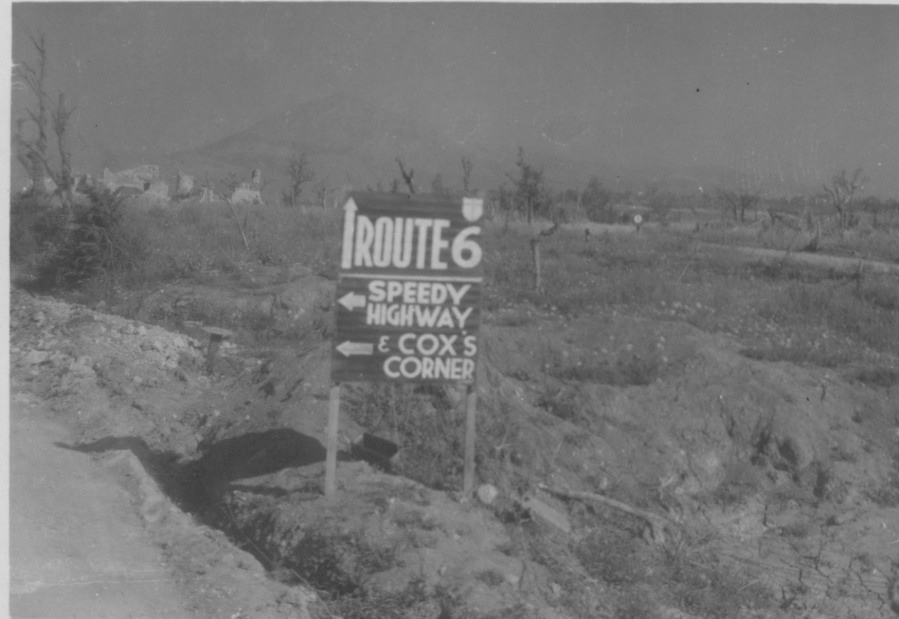 ROUTE 6
SPEEDY
HIGHWAY
& COX'S
CORNER